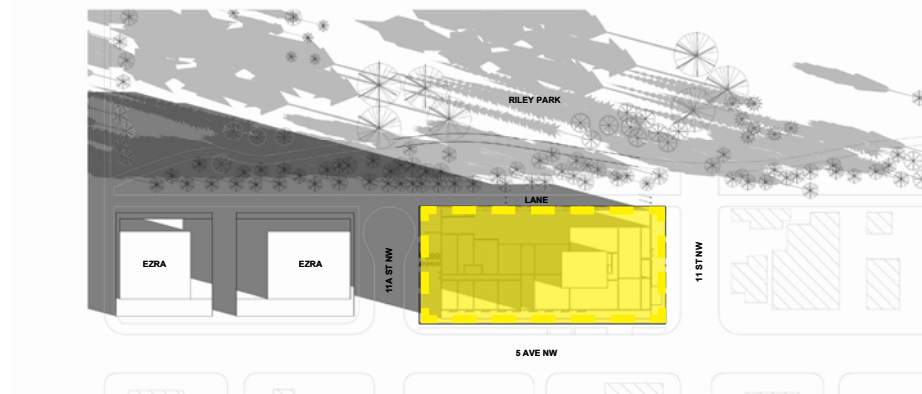 RILEY PARK
LANE
EZRA
EZRA
11A ST NW
11 ST NW
5 AVE NW